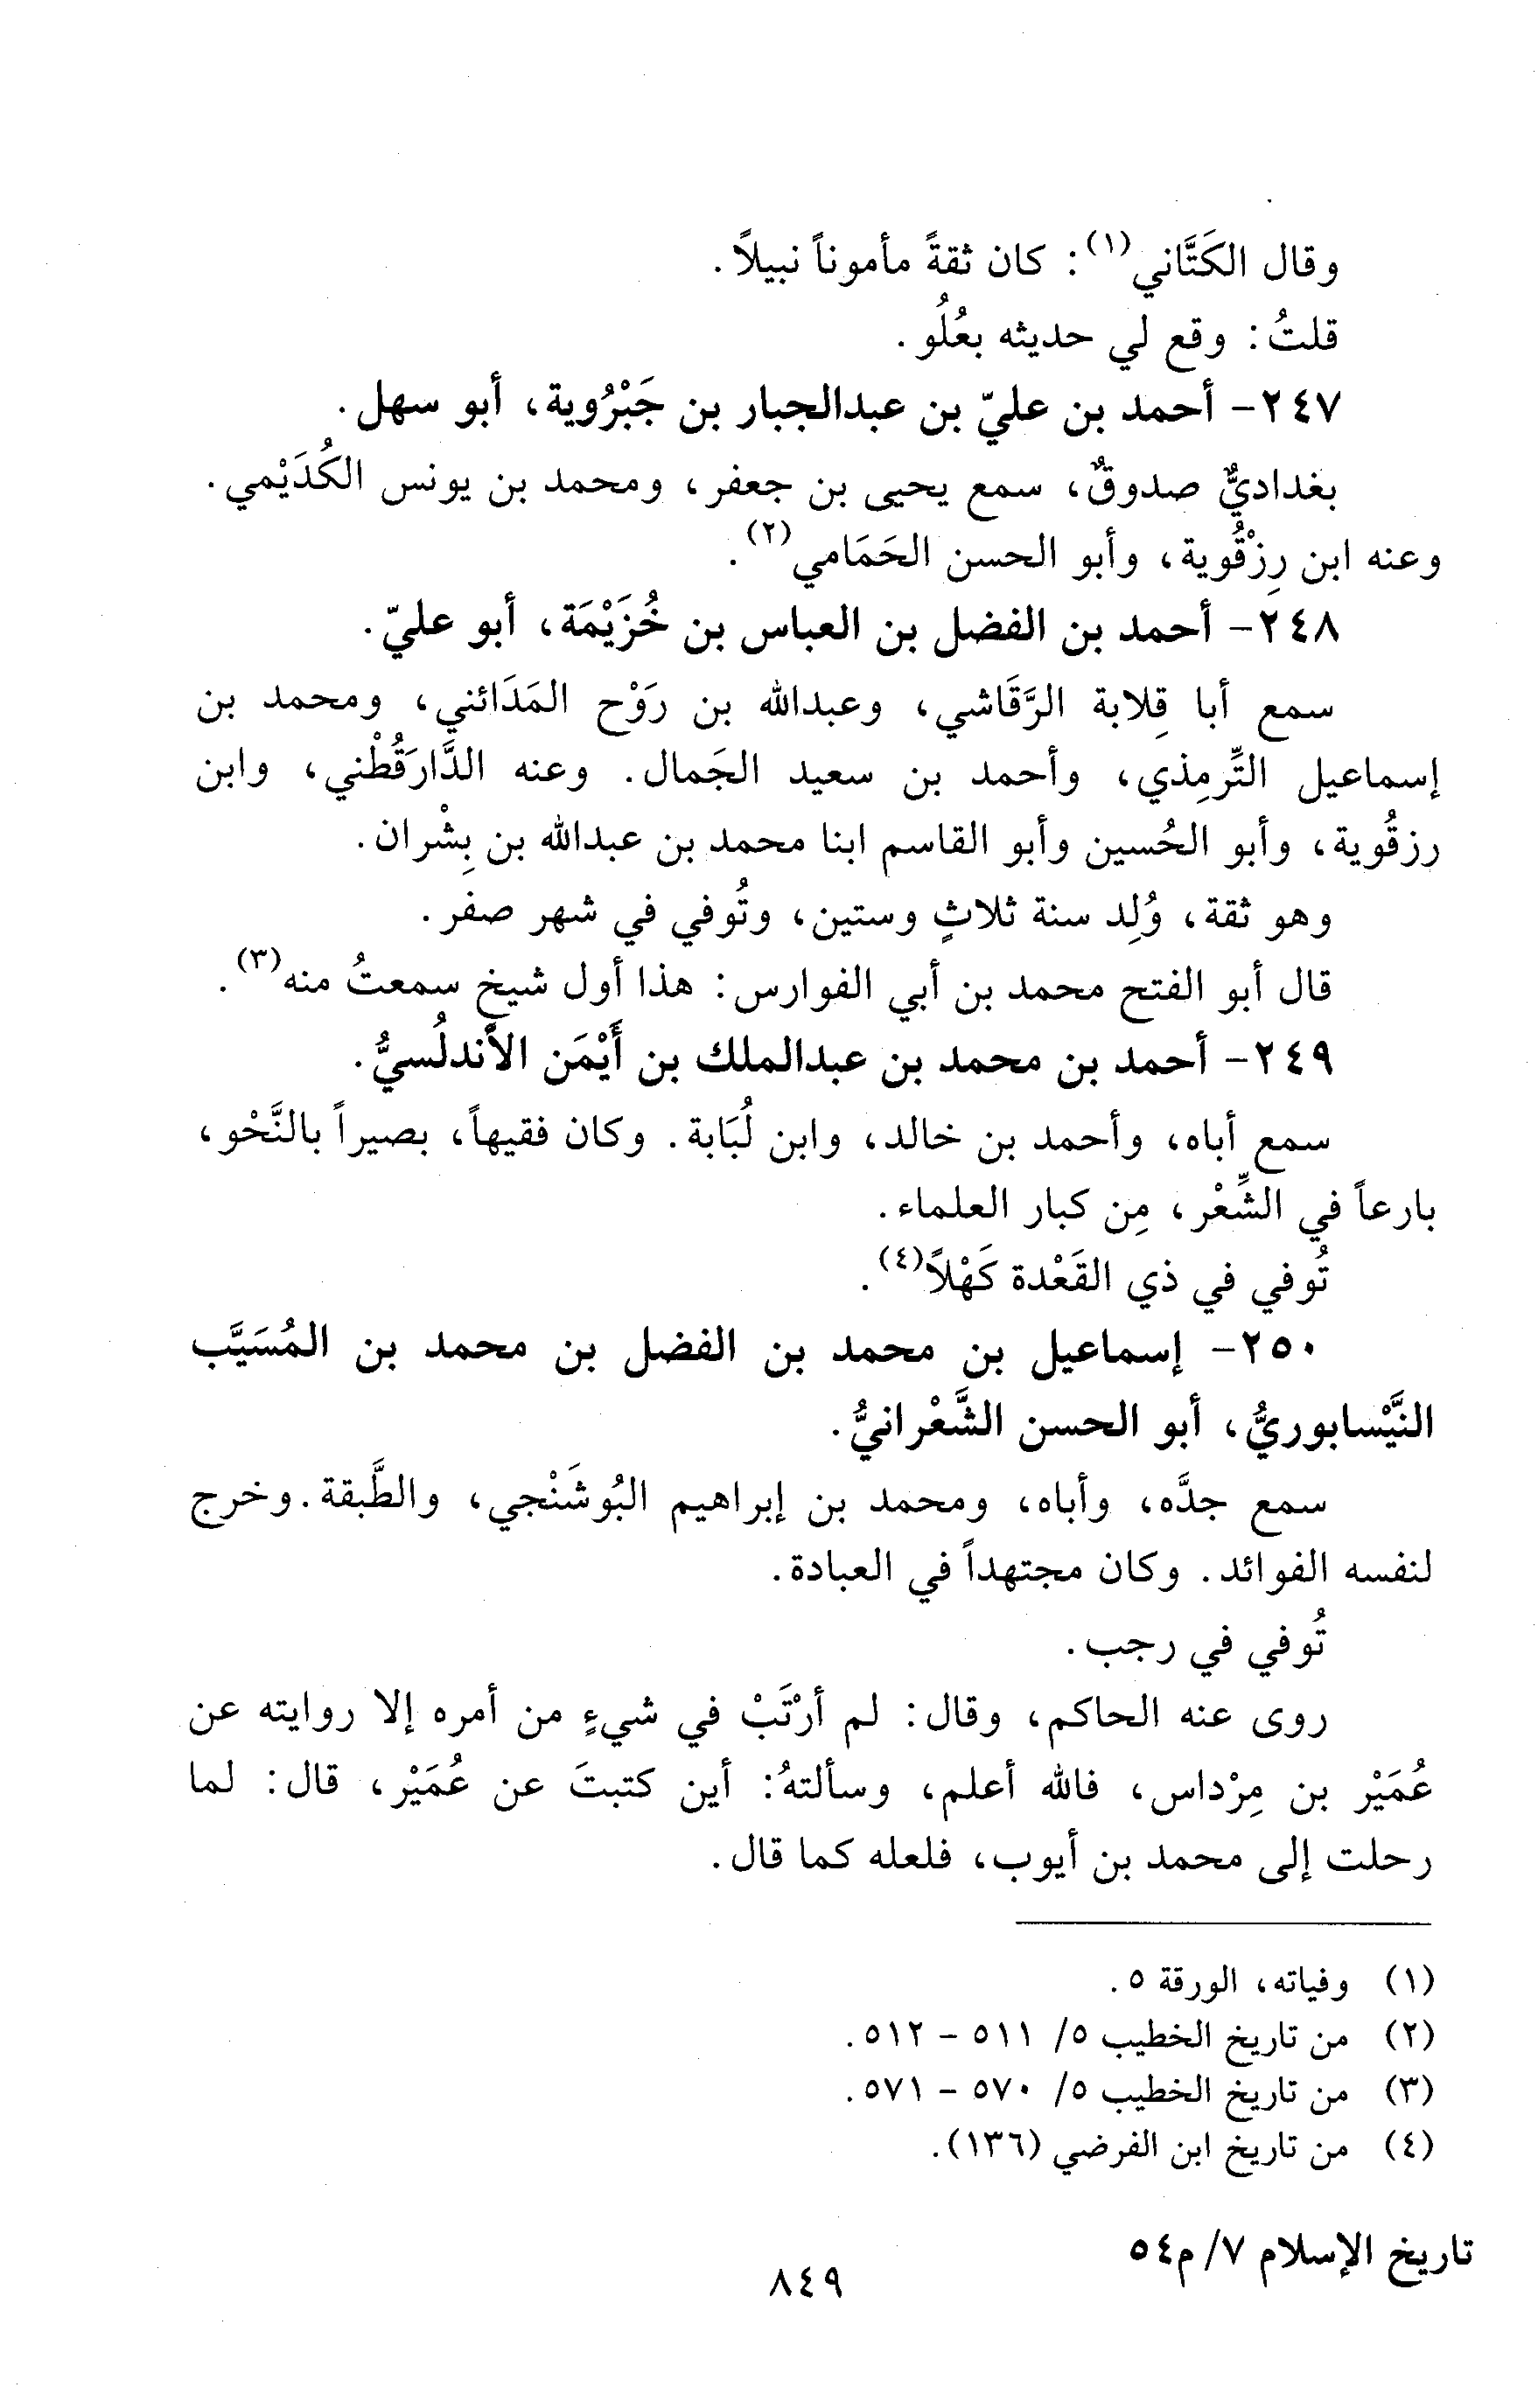 وقال الكَتَّاني(١): كان ثقةً مأموناً نبيلاً.
قلتُ: وقع لي حديثه بعُلُو.
٢٤٧- أحمد بن عليّ بن عبدالجبار بن جَبْرُوية، أبو سهل.
بغداديٌّ صدوقٌ، سمع يحيى بن جعفر، ومحمد بن يونس الكُدَيْمي.
وعنه ابن رِزْقُوية، وأبو الحسن الحَمَامي(٢).
٢٤٨- أحمد بن الفضل بن العباس بن خُزَيْمَة، أبو عليّ.
سمع أبا قِلابة الرَّقَاشي، وعبدالله بن رَوْح المَدَائني، ومحمد بن
إسماعيل التِّرمِذي، وأحمد بن سعيد الجَمال. وعنه الدَّارَقُطْني، وابن
رزقُوية، وأبو الحُسين وأبو القاسم ابنا محمد بن عبدالله بن بِشْران.
وهو ثقة، وُلِد سنة ثلاثٍ وستين، وتُوفي في شهر صفر.
قال أبو الفتح محمد بن أبي الفوارس: هذا أول شيخ سمعتُ منه(٣).
٢٤٩- أحمد بن محمد بن عبدالملك بن أَيْمَن الأندلُسيُّ.
سمع أباه، وأحمد بن خالد، وابن لُبَابة. وكان فقيهاً، بصيراً بالنَّحْو،
بارعاً في الشِّعْر، مِن كبار العلماء.
تُوفي في ذي القَعْدة كَهْلاً(٤).
٢٥٠- إسماعيل بن محمد بن الفضل بن محمد بن المُسَيَّب
النَّيْسابوريُّ، أبو الحسن الشَّعْرانيُّ.
سمع جدَّه، وأباه، ومحمد بن إبراهيم البُوشَنْجي، والطَّبقة. وخرج
لنفسه الفوائد. وكان مجتهداً في العبادة.
تُوفي في رجب.
روى عنه الحاكم، وقال: لم أرْتَبْ في شيءٍ من أمره إلا روايته عن
عُمَيْر بن مِرْداس، فالله أعلم، وسألتهُ: أين كتبتَ عن عُمَيْر، قال: لما
رحلت إلى محمد بن أيوب، فلعله كما قال.
(١) وفياته، الورقة ٥.
(٢) من تاريخ الخطيب ٥/ ٥١١ - ٥١٢.
(٣) من تاريخ الخطيب ٥/ ٥٧٠ - ٥٧١.
(٤) من تاريخ ابن الفرضي (١٣٦).
تاريخ الإسلام ٧/ م٥٤
٨٤٩